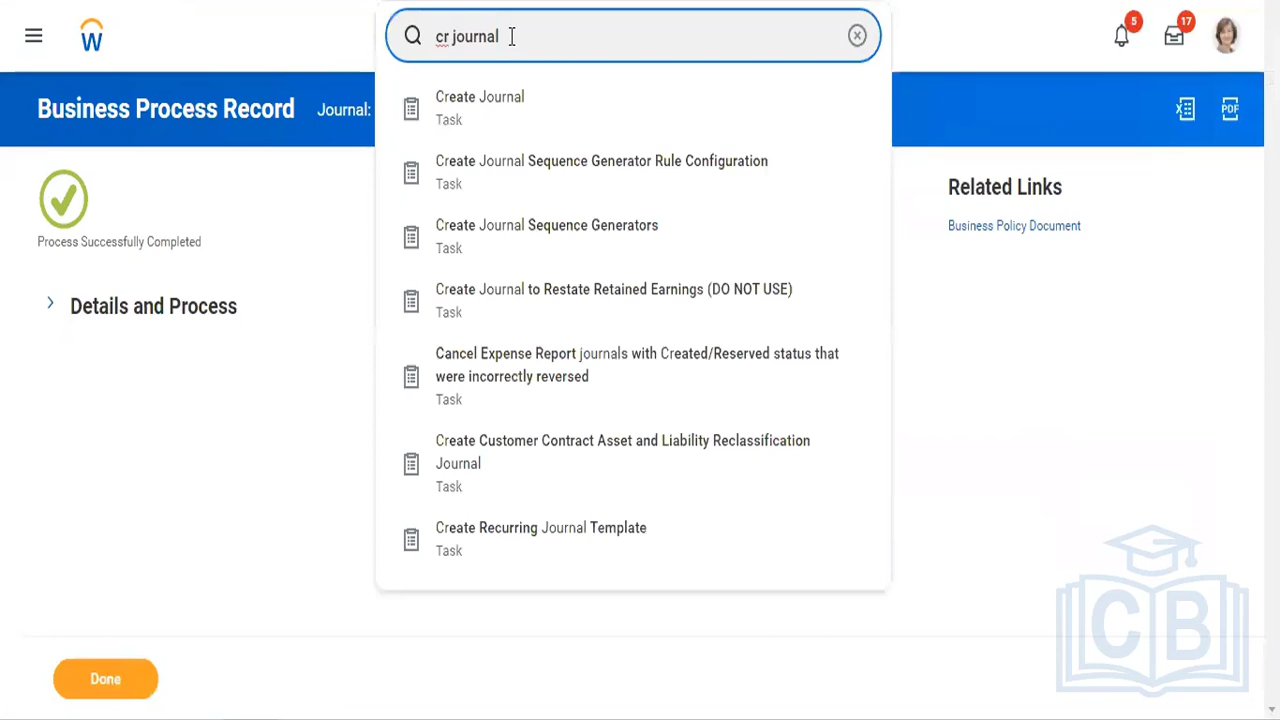 cr journal
5
17
W
Business Process Record
Journal:
PDF
Create Journal
Task
Create Journal Sequence Generator Rule Configuration
Task
Create Journal Sequence Generators
Task
Create Journal to Restate Retained Earnings (DO NOT USE)
Task
Cancel Expense Report journals with Created/Reserved status that
were incorrectly reversed
Task
Create Customer Contract Asset and Liability Reclassification
Journal
Task
Create Recurring Journal Template
Task
Process Successfully Completed
Details and Process
Related Links
Business Policy Document
Done
CB